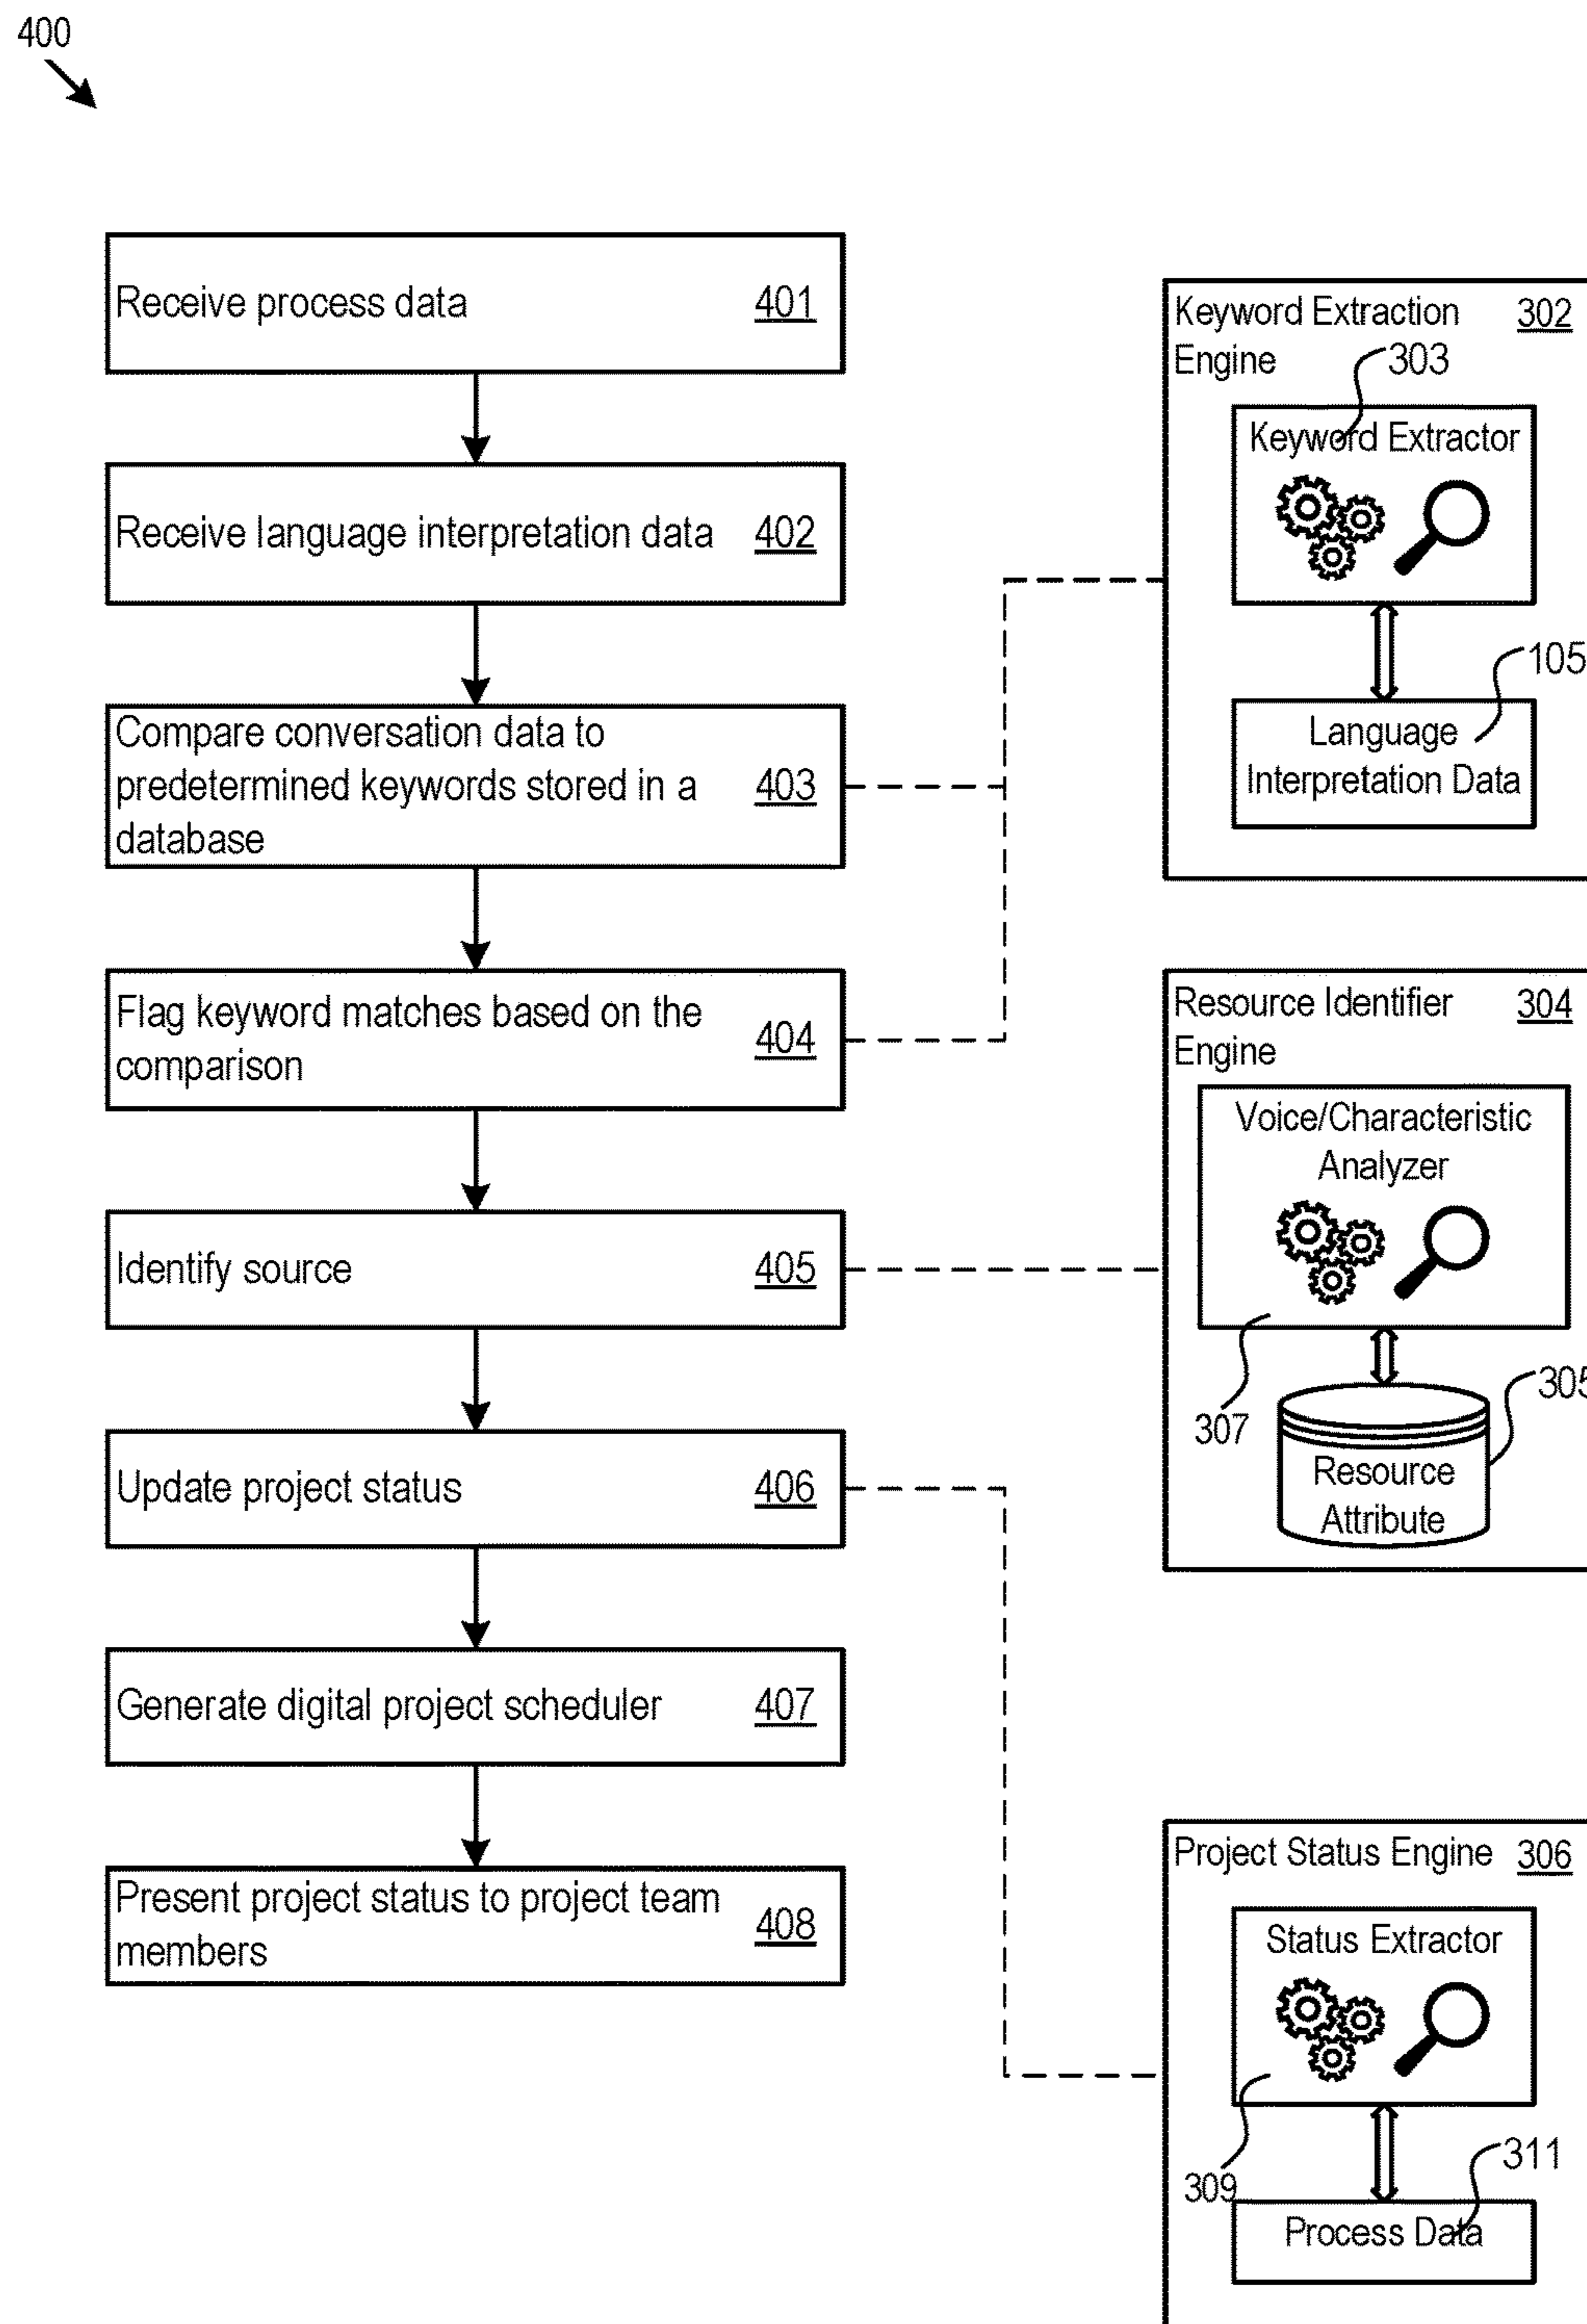 400
Receive process data 401
Receive language interpretation data 402
Compare conversation data to
predetermined keywords stored in a 403
database
Flag keyword matches based on the
comparison 404
Identify source 405
Update project status 406
Generate digital project scheduler 407
Present project status to project team
members 408
Keyword Extraction 302
Engine
303
Keyword Extractor
105
Language
Interpretation Data
Resource Identifier 304
Engine
Voice/Characteristic
Analyzer
307
305
Resource
Attribute
Project Status Engine 306
Status Extractor
309
311
Process Data